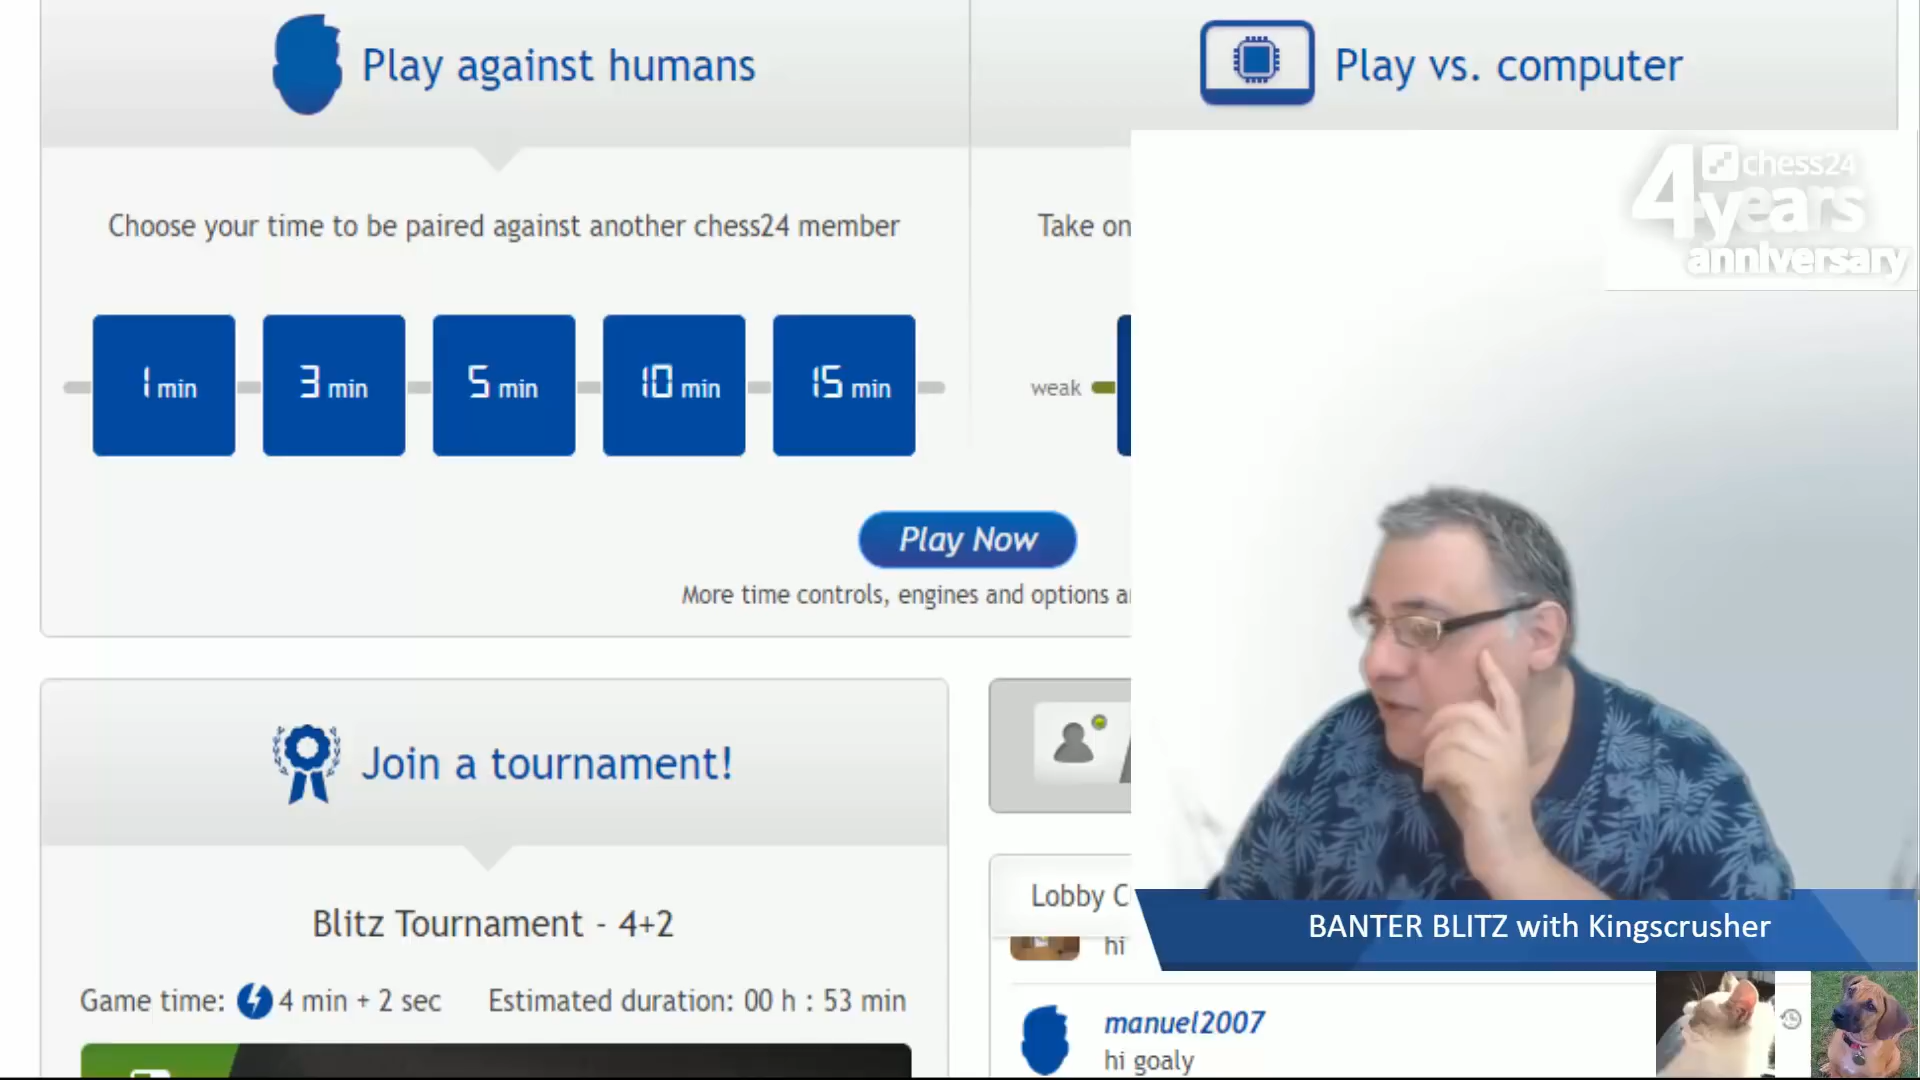 Play against humans
Play vs. computer
Choose your time to be paired against another chess24 member
Take on
1 min
3 min
5 min
10 min
15 min
weak
Play Now
More time controls, engines and options
chess24
4 years
anniversary
Join a tournament!
Blitz Tournament - 4+2
Game time: 4 min + 2 sec
Estimated duration: 00 h : 53 min
Lobby C
hi
manuel2007
hi goaly
BANTER BLITZ with Kingscrusher